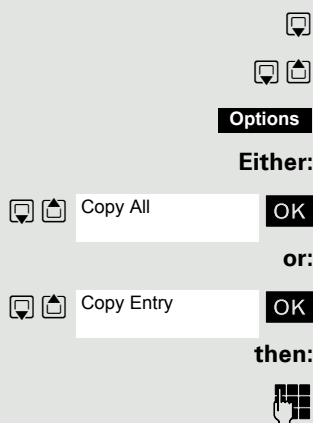 Options
Either:
Copy All OK
or:
Copy Entry OK
then: